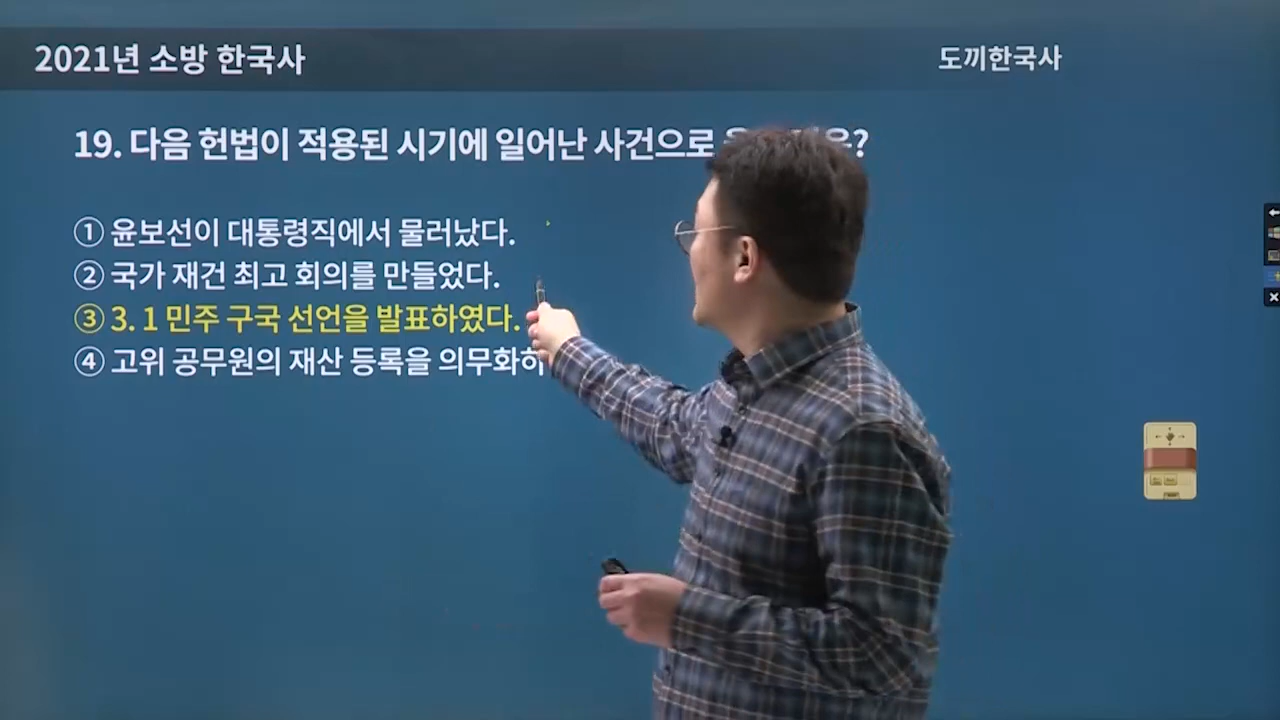 2021년 소방 한국사
도끼한국사
19. 다음 헌법이 적용된 시기에 일어난 사건으로 은?
① 윤보선이 대통령직에서 물러났다.
② 국가 재건 최고 회의를 만들었다.
③ 3. 1 민주 구국 선언을 발표하였다.
④ 고위 공무원의 재산 등록을 의무화하